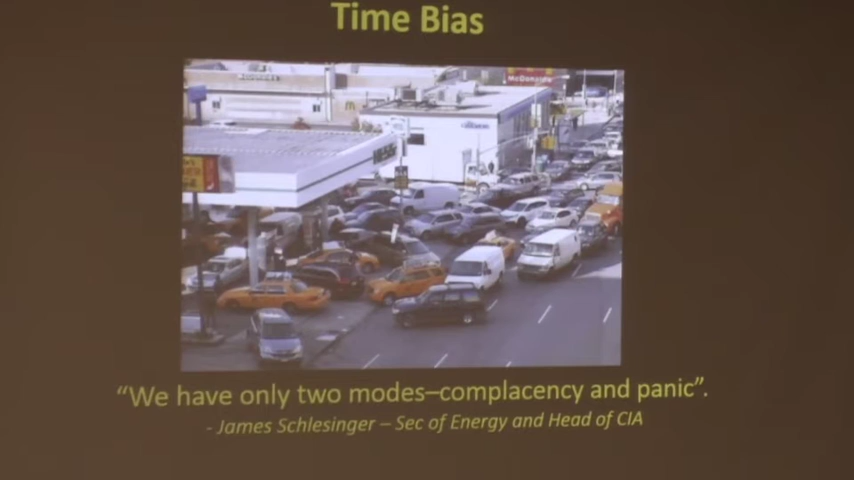 Time Bias
McDonald's
“We have only two modes–complacency and panic”.
- James Schlesinger – Sec of Energy and Head of CIA